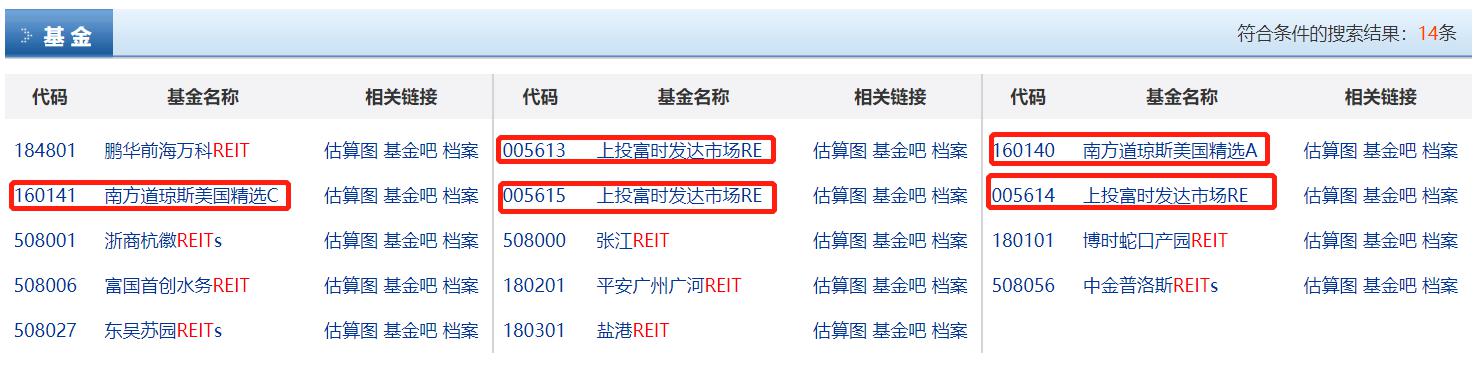 基金 符合条件的搜索结果：14条
代码 基金名称 相关链接 代码 基金名称 相关链接 代码 基金名称 相关链接
184801 鹏华前海万科REIT 估算图 基金吧 档案 005613 上投富时发达市场RE 估算图 基金吧 档案 160140 南方道琼斯美国精选A 估算图 基金吧 档案
160141 南方道琼斯美国精选C 估算图 基金吧 档案 005615 上投富时发达市场RE 估算图 基金吧 档案 005614 上投富时发达市场RE 估算图 基金吧 档案
508001 浙商杭徽REITs 估算图 基金吧 档案 508000 张江REIT 估算图 基金吧 档案 180101 博时蛇口产园REIT 估算图 基金吧 档案
508006 富国首创水务REIT 估算图 基金吧 档案 180201 平安广州广河REIT 估算图 基金吧 档案 508056 中金普洛斯REITs 估算图 基金吧 档案
508027 东吴苏园REITs 估算图 基金吧 档案 180301 盐港REIT 估算图 基金吧 档案